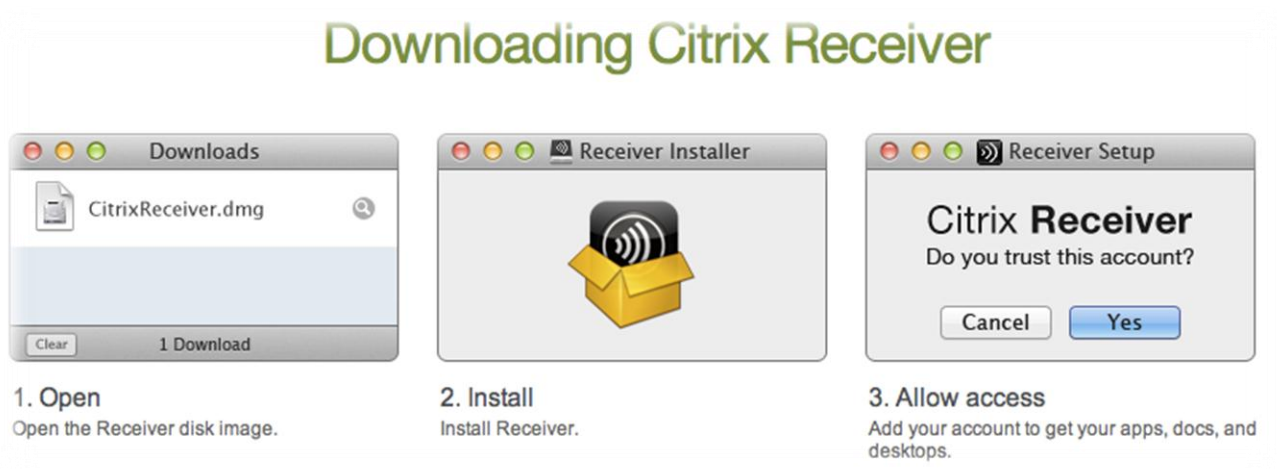 Downloading Citrix Receiver
Downloads
CitrixReceiver.dmg
Clear
1 Download
1. Open
Open the Receiver disk image.
Receiver Installer
2. Install
Install Receiver.
Receiver Setup
Citrix Receiver
Do you trust this account?
Cancel
Yes
3. Allow access
Add your account to get your apps, docs, and
desktops.